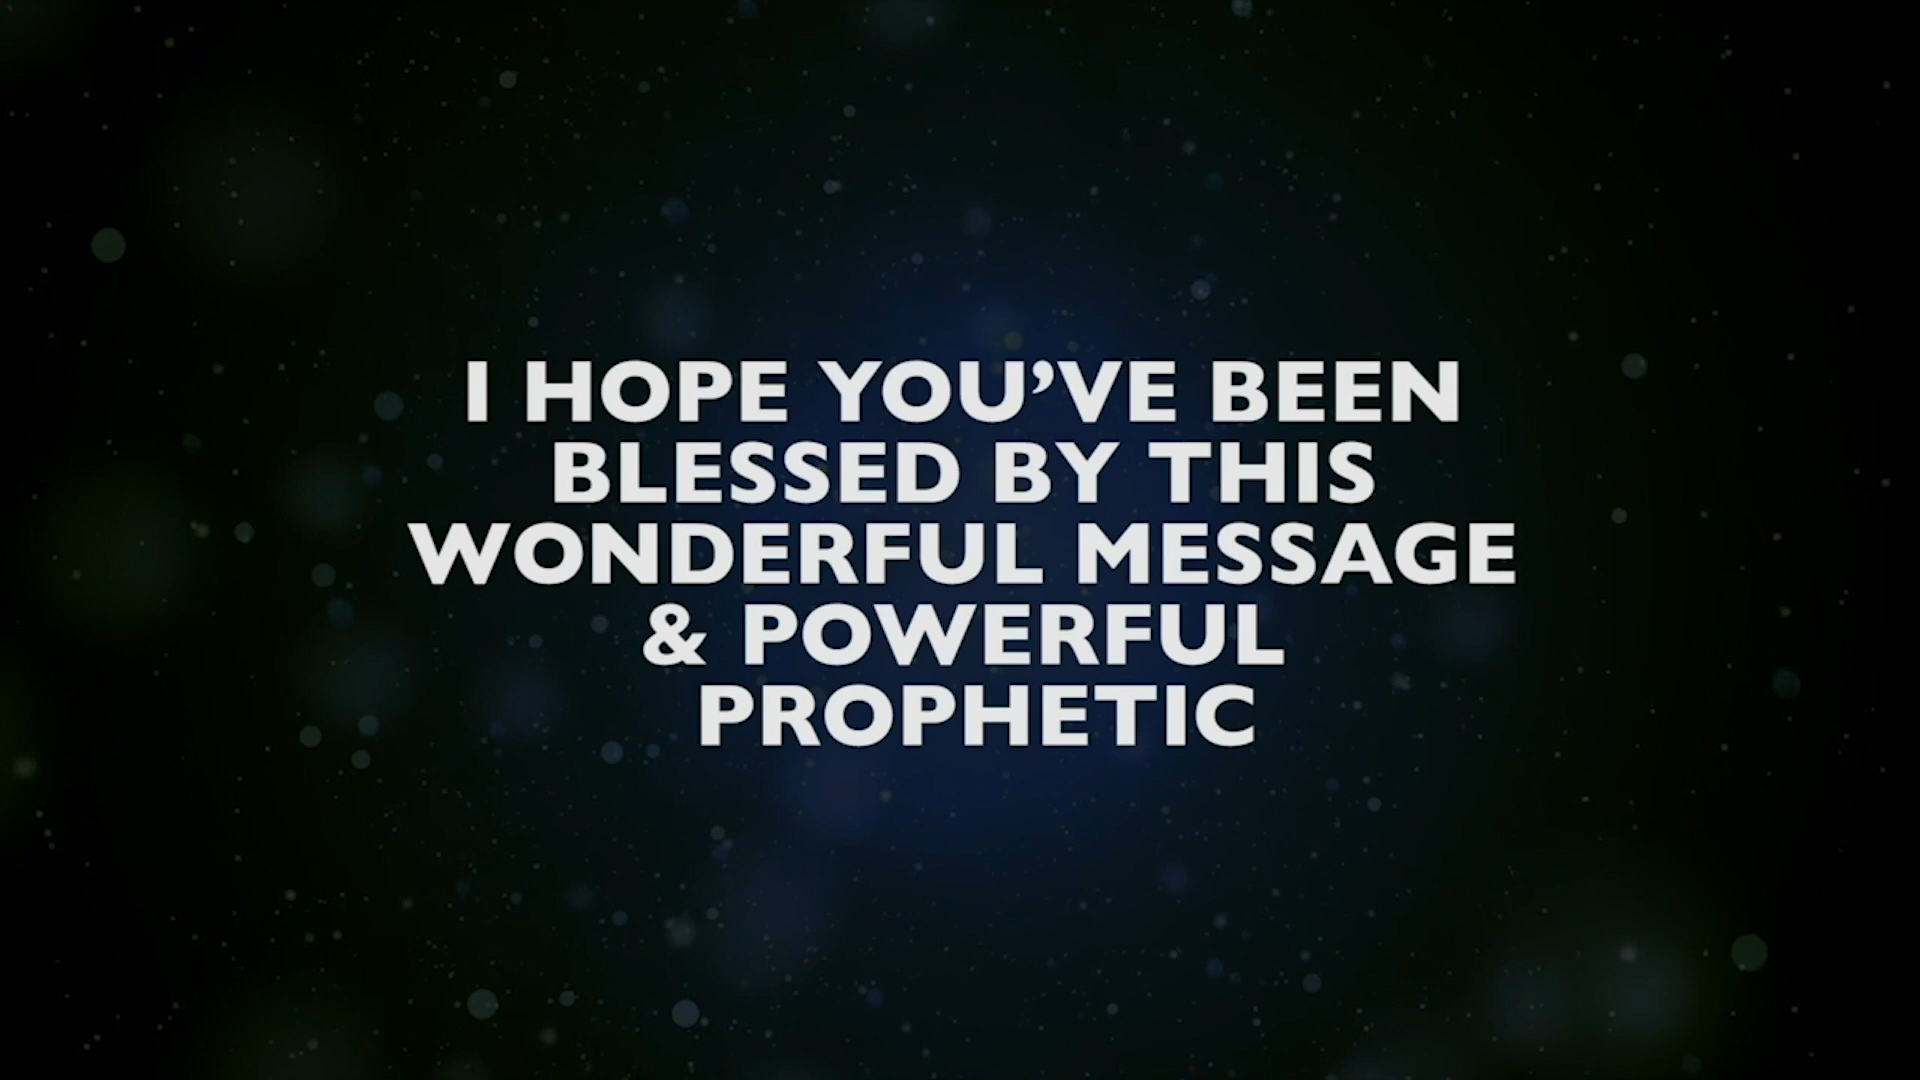 I HOPE YOU’VE BEEN
BLESSED BY THIS
WONDERFUL MESSAGE
& POWERFUL
PROPHETIC